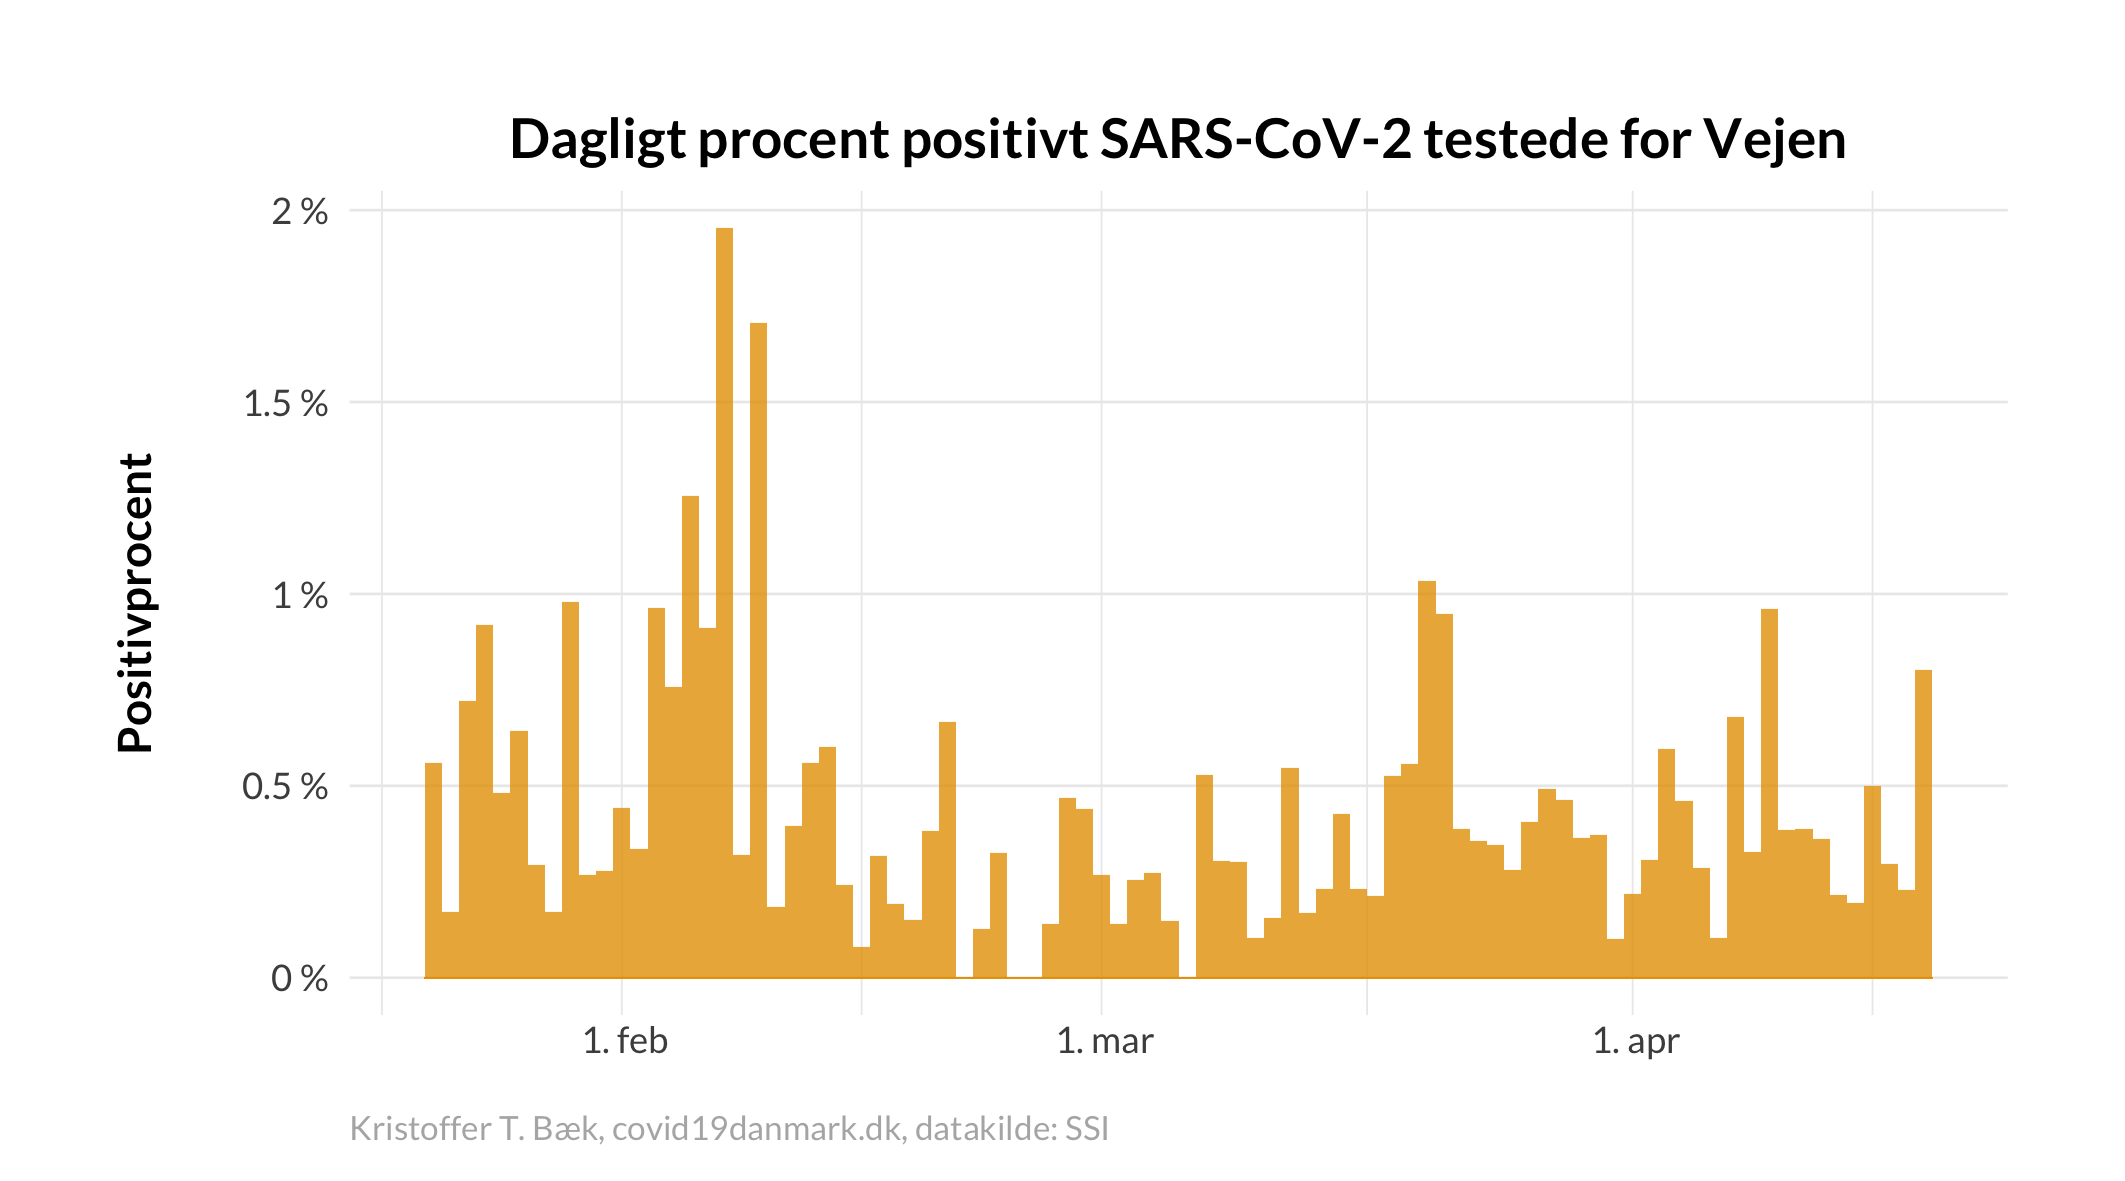 Dagligt procent positivt SARS-CoV-2 testede for Vejen
Positivprocent
2 %
1.5 %
1 %
0.5 %
0 %
1. feb
1. mar
1. apr
Kristoffer T. Bæk, covid19danmark.dk, datakilde: SSI